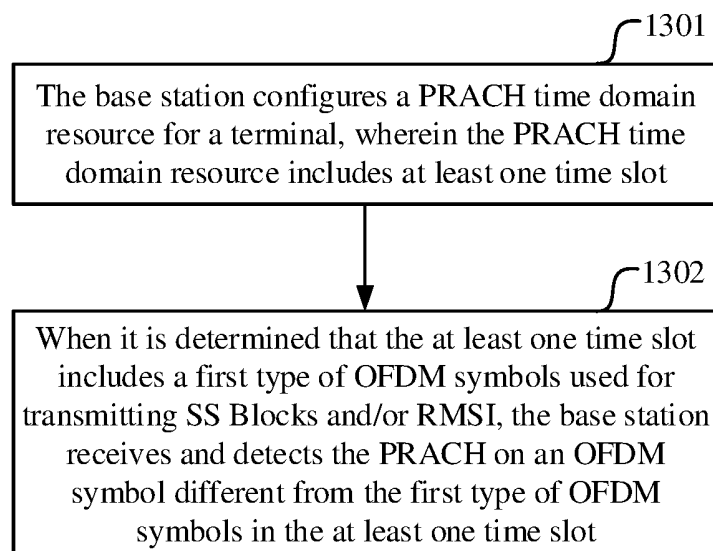 1301
The base station configures a PRACH time domain
resource for a terminal, wherein the PRACH time
domain resource includes at least one time slot
1302
When it is determined that the at least one time slot
includes a first type of OFDM symbols used for
transmitting SS Blocks and/or RMSI, the base station
receives and detects the PRACH on an OFDM
symbol different from the first type of OFDM
symbols in the at least one time slot